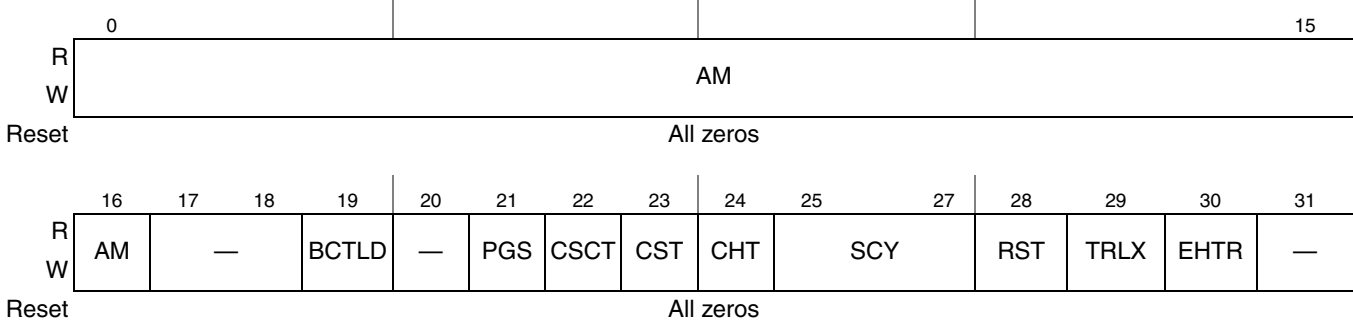 0 15
R
AM
W
Reset All zeros
16 17 18 19 20 21 22 23 24 25 27 28 29 30 31
R
AM — BCTLD — PGS CSCT CST CHT SCY RST TRLX EHTR —
W
Reset All zeros